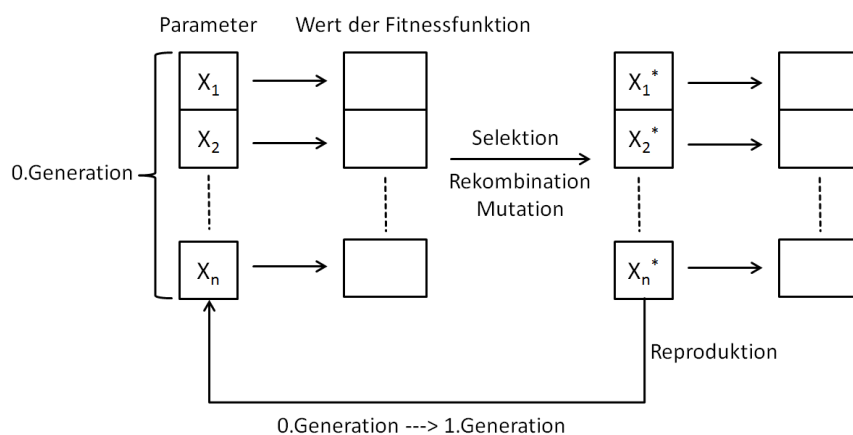 Parameter
Wert der Fitnessfunktion
0.Generation
X1
X2
Xn
Selektion
Rekombination
Mutation
X1*
X2*
Xn*
Reproduktion
0.Generation ---> 1.Generation